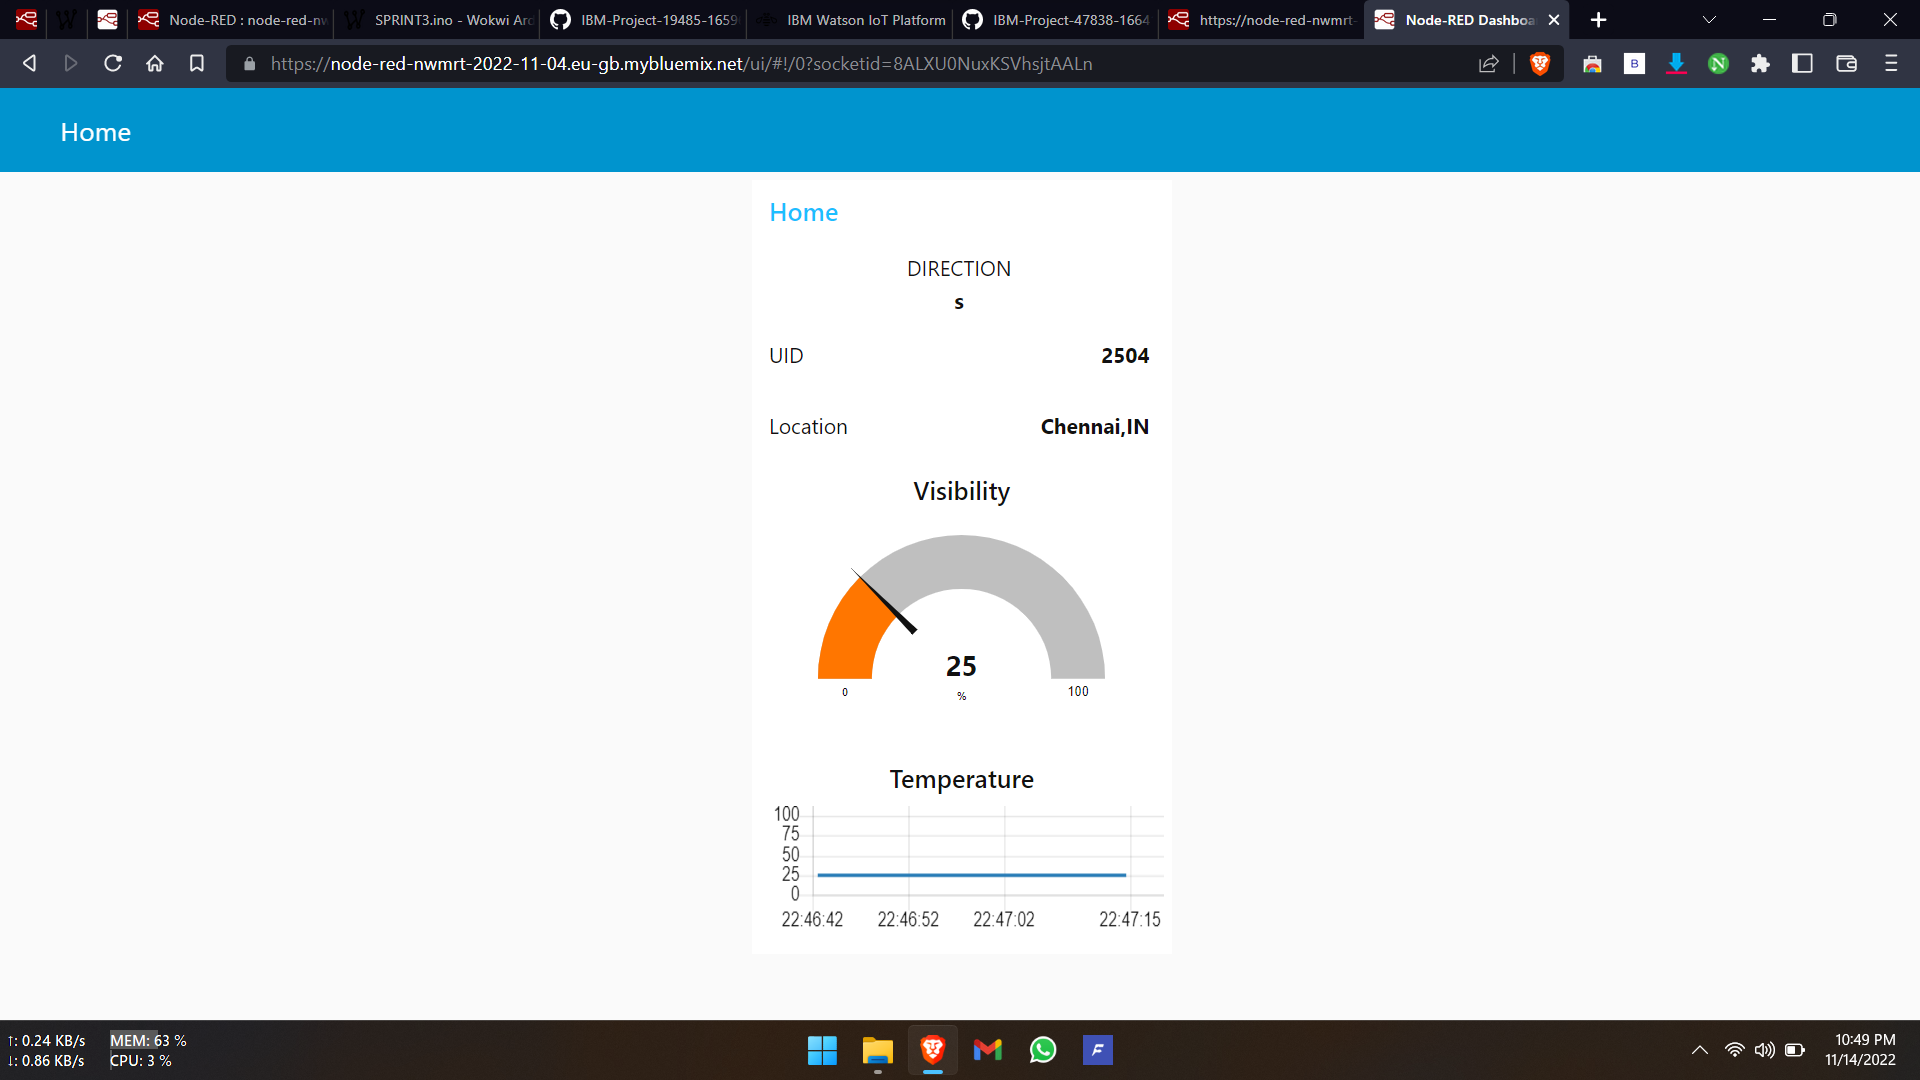 Node-RED : node-red-nw
SPRINT3.ino - Wokwi Ard
IBM-Project-19485-1659
IBM Watson IoT Platform
IBM-Project-47838-1664
https://node-red-nwmrt-
Node-RED Dashboa
https://node-red-nwmrt-2022-11-04.eu-gb.mybluemix.net/ui/#!/0?socketid=8ALXU0NuxKSVhsjtAALn
B
N
Home
Home
DIRECTION
s
UID 2504
Location Chennai,IN
Visibility
25
0 % 100
Temperature
100
75
50
25
0
22:46:42 22:46:52 22:47:02 22:47:15
↑: 0.24 KB/s MEM: 63 %
↓: 0.86 KB/s CPU: 3 %
F
10:49 PM
11/14/2022